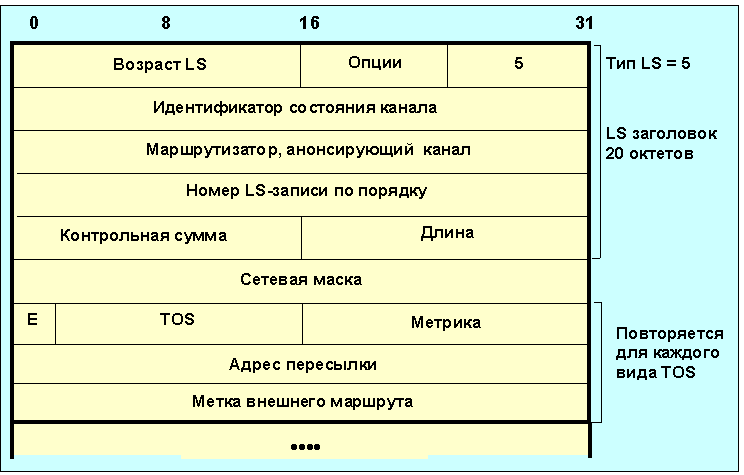 0 8 16 31
Возраст LS Опции 5 Тип LS = 5
Идентификатор состояния канала
LS заголовок
20 октетов
Маршрутизатор, анонсирующий канал
Номер LS-записи по порядку
Контрольная сумма Длина
Сетевая маска
E TOS Метрика
Повторяется
для каждого
вида TOS
Адрес пересылки
Метка внешнего маршрута
••••